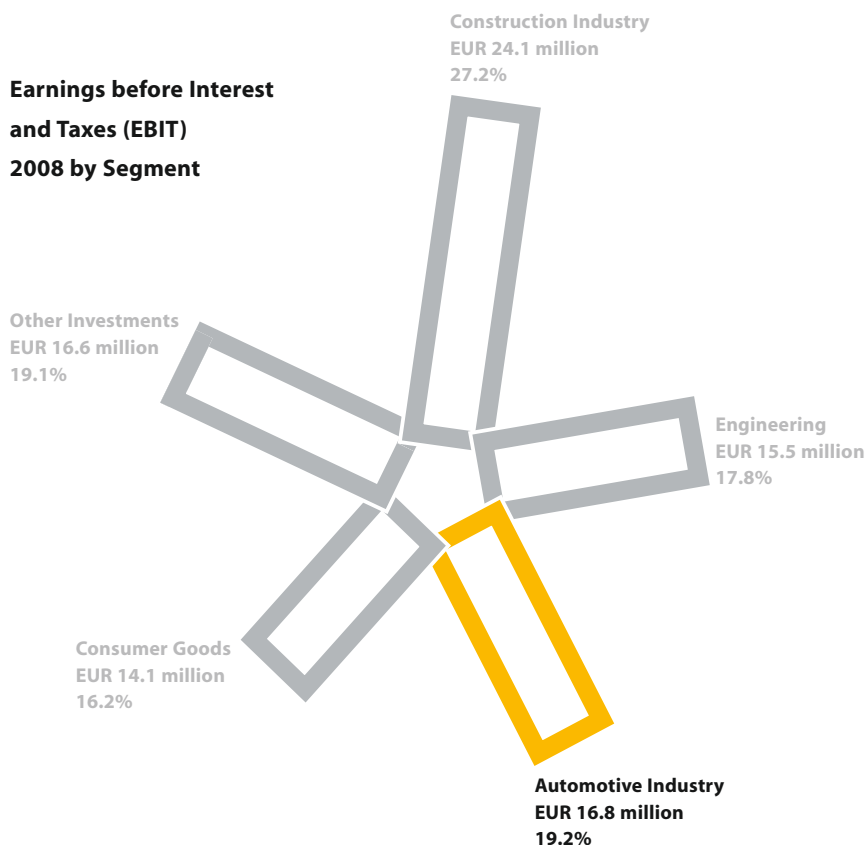 Construction Industry
EUR 24.1 million
27.2%
Earnings before Interest
and Taxes (EBIT)
2008 by Segment
Other Investments
EUR 16.6 million
19.1%
Engineering
EUR 15.5 million
17.8%
Consumer Goods
EUR 14.1 million
16.2%
Automotive Industry
EUR 16.8 million
19.2%